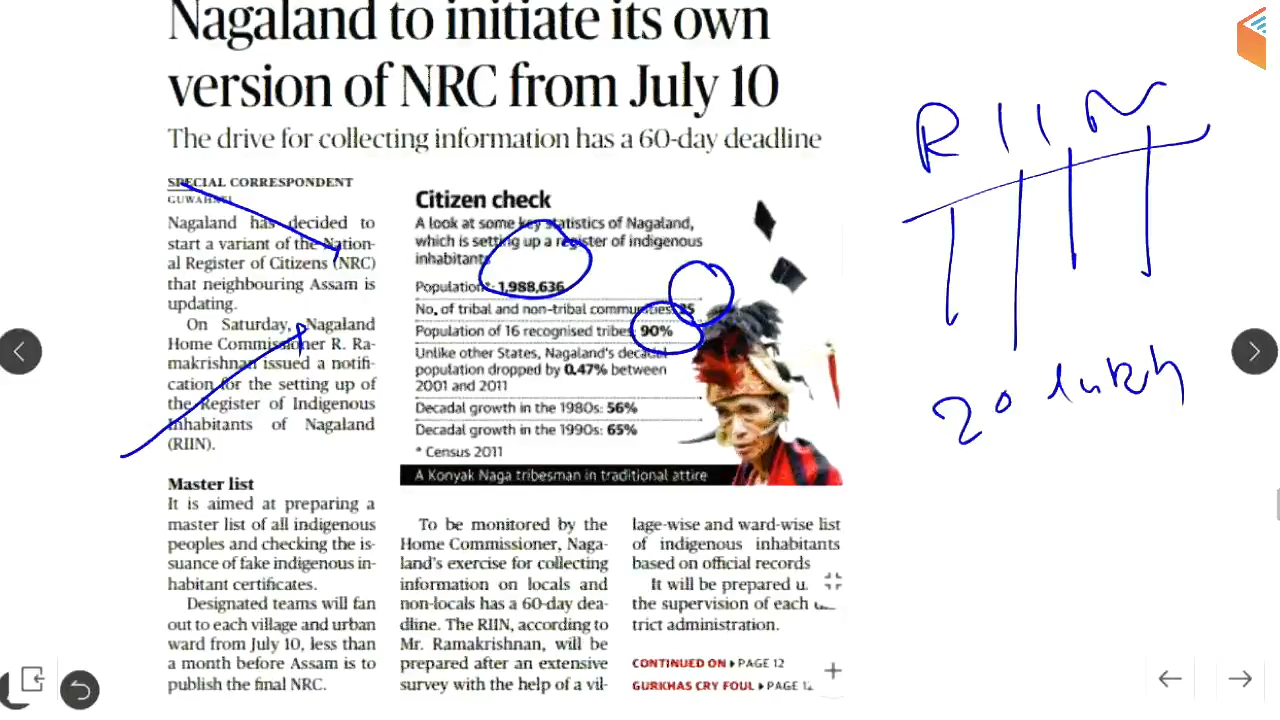 Nagaland to initiate its own
version of NRC from July 10
The drive for collecting information has a 60-day deadline
SPECIAL CORRESPONDENT
GUWAHATI
Nagaland has decided to
start a variant of the Nation-
al Register of Citizens (NRC)
that neighbouring Assam is
updating.
On Saturday, Nagaland
Home Commissioner R. Ra-
makrishnan issued a notifi-
cation for the setting up of
the Register of Indigenous
Inhabitants of Nagaland
(RIIN).
Master list
It is aimed at preparing a
master list of all indigenous
peoples and checking the is-
suance of fake indigenous in-
habitant certificates.
Designated teams will fan
out to each village and urban
ward from July 10, less than
a month before Assam is to
publish the final NRC.
Citizen check
A look at some key statistics of Nagaland,
which is setting up a register of indigenous
inhabitants
Population*: 1,988,636
No. of tribal and non-tribal communities: 25
Population of 16 recognised tribes: 90%
Unlike other States, Nagaland's decadal
population dropped by 0.47% between
2001 and 2011
Decadal growth in the 1980s: 56%
Decadal growth in the 1990s: 65%
* Census 2011
A Konyak Naga tribesman in traditional attire
To be monitored by the
Home Commissioner, Naga-
land's exercise for collecting
information on locals and
non-locals has a 60-day dea-
dline. The RIIN, according to
Mr. Ramakrishnan, will be
prepared after an extensive
survey with the help of a vil-
lage-wise and ward-wise list
of indigenous inhabitants
based on official records
It will be prepared u
the supervision of each
trict administration.
CONTINUED ON PAGE 12
GURKHAS CRY FOUL PAGE 12
RIIN
20 lakh